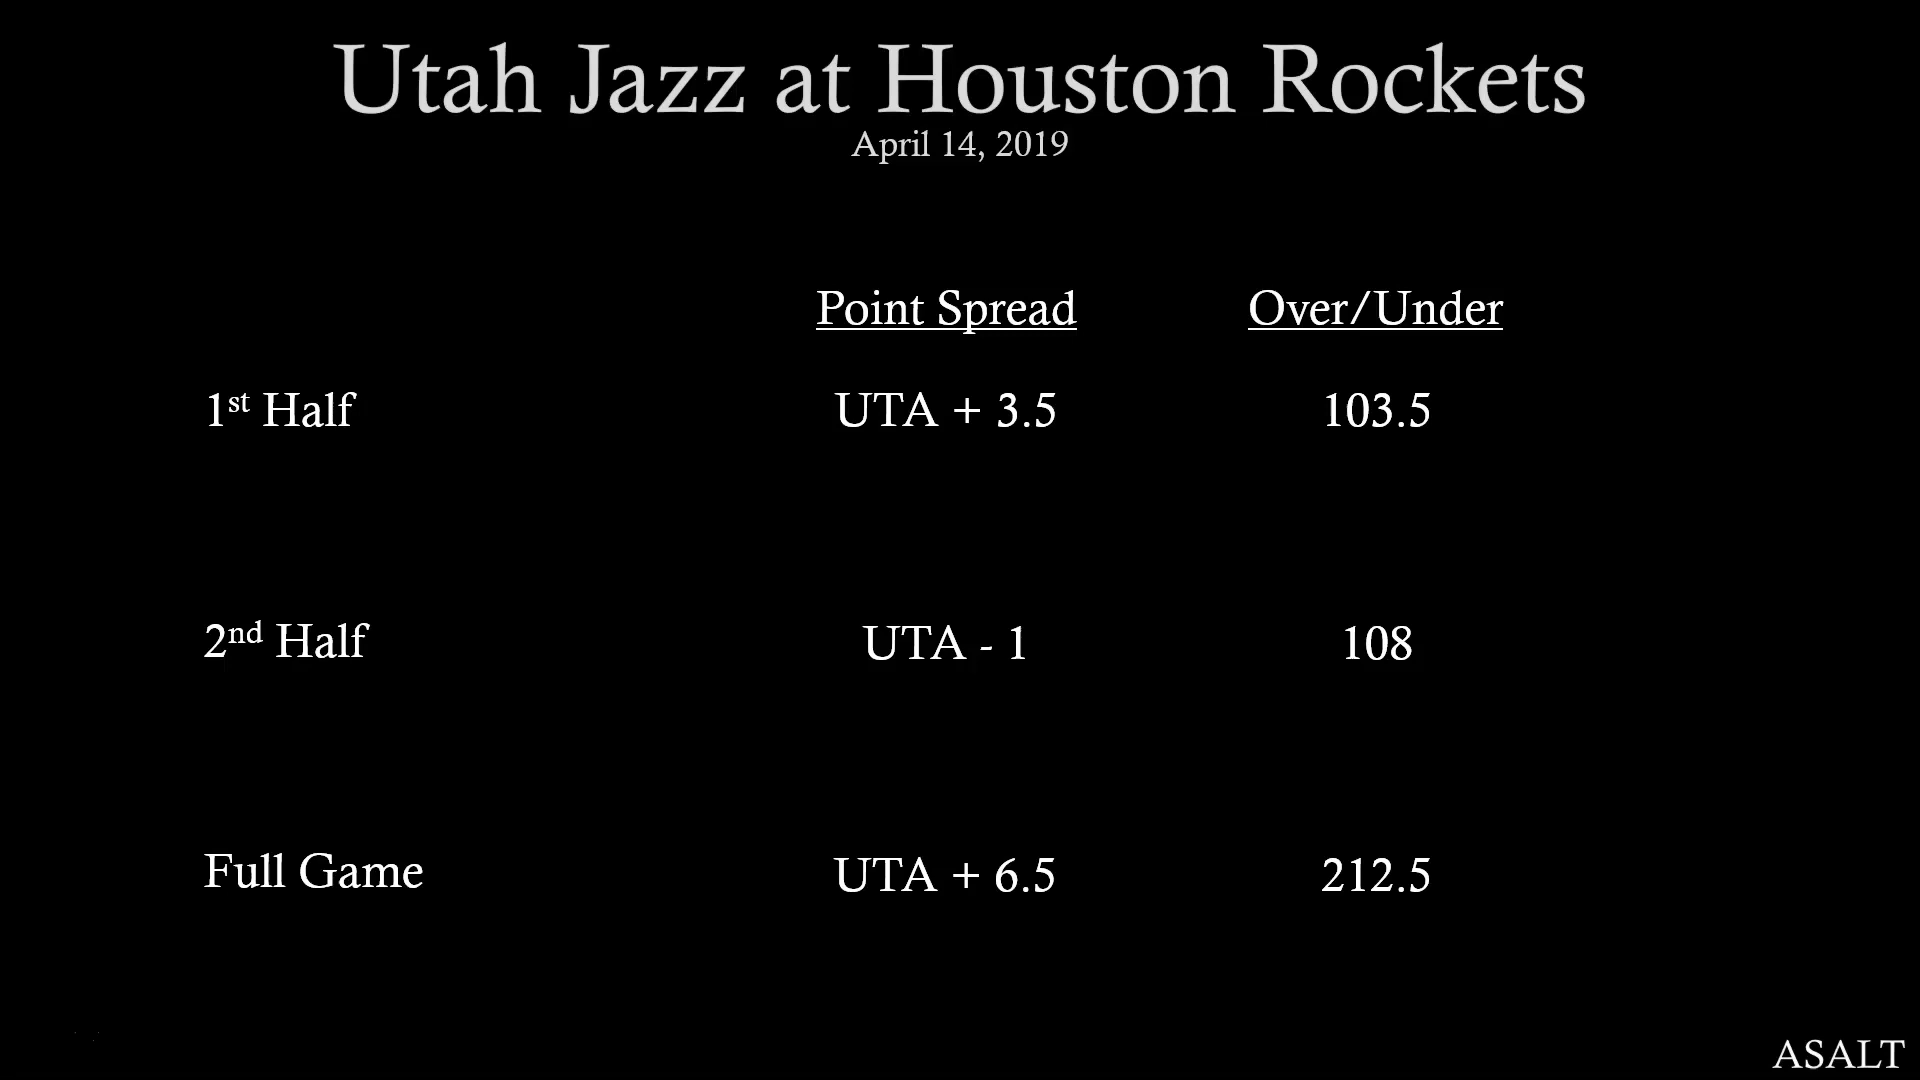 Utah Jazz at Houston Rockets
April 14, 2019
Point Spread Over/Under
1st Half UTA + 3.5 103.5
2nd Half UTA - 1 108
Full Game UTA + 6.5 212.5
ASALT